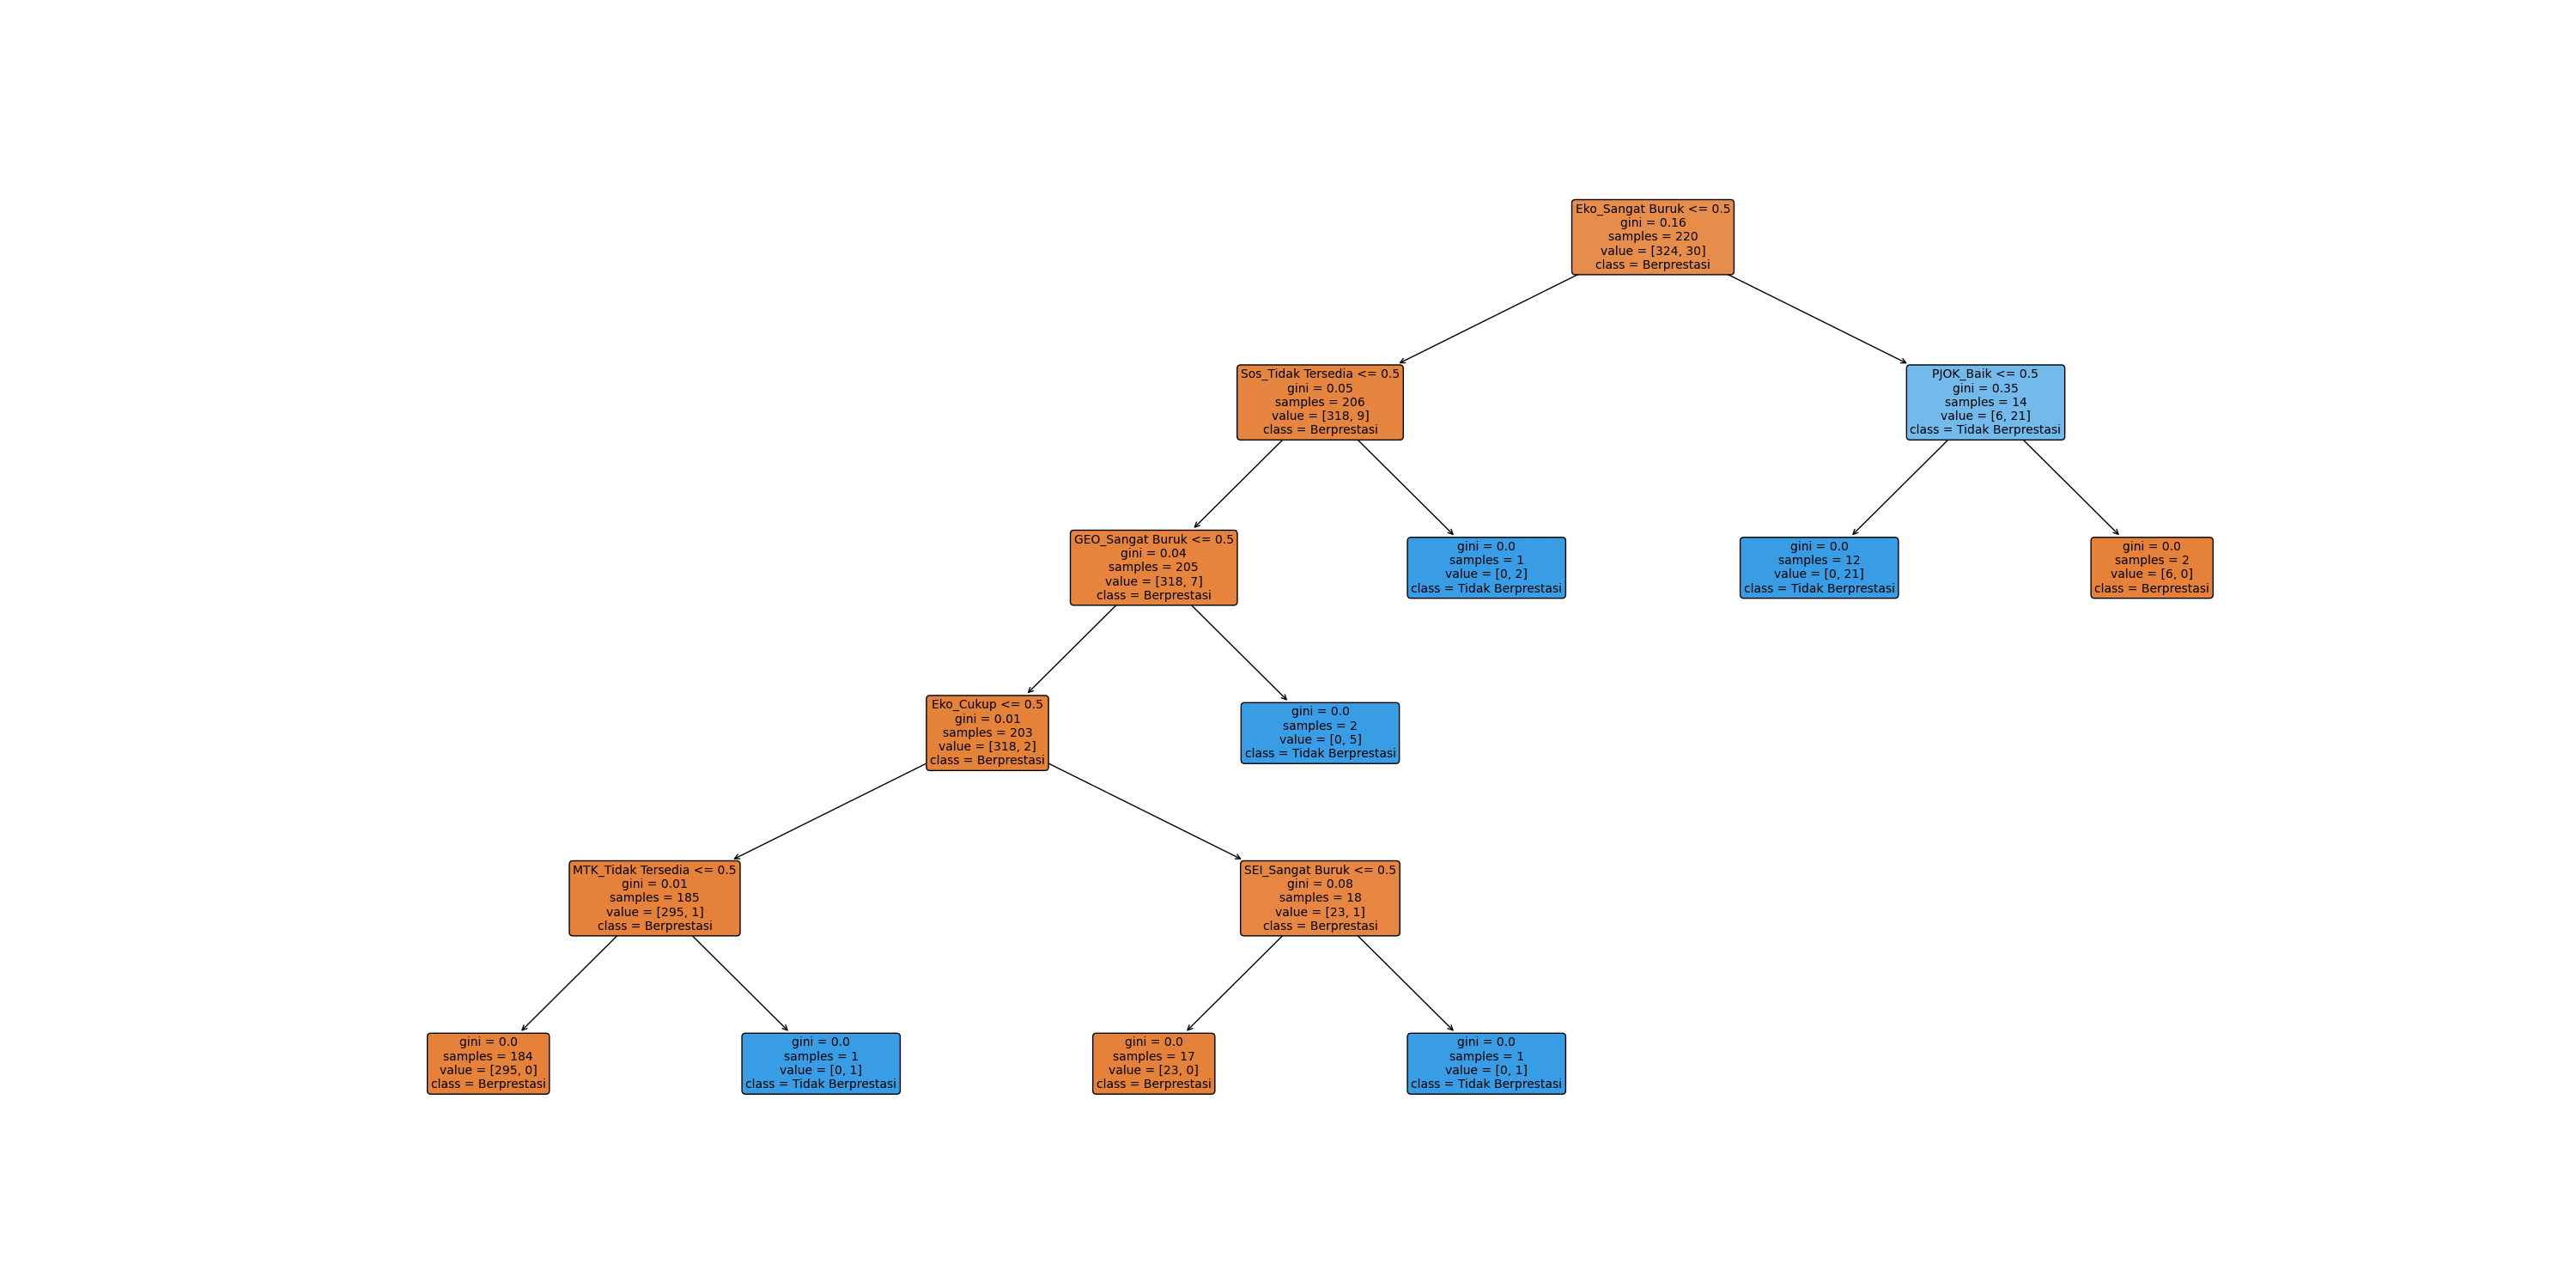 Eko_Sangat Buruk <= 0.5
gini = 0.16
samples = 220
value = [324, 30]
class = Berprestasi
Sos_Tidak Tersedia <= 0.5
gini = 0.05
samples = 206
value = [318, 9]
class = Berprestasi
PJOK_Baik <= 0.5
gini = 0.35
samples = 14
value = [6, 21]
class = Tidak Berprestasi
GEO_Sangat Buruk <= 0.5
gini = 0.04
samples = 205
value = [318, 7]
class = Berprestasi
gini = 0.0
samples = 1
value = [0, 2]
class = Tidak Berprestasi
gini = 0.0
samples = 12
value = [0, 21]
class = Tidak Berprestasi
gini = 0.0
samples = 2
value = [6, 0]
class = Berprestasi
Eko_Cukup <= 0.5
gini = 0.01
samples = 203
value = [318, 2]
class = Berprestasi
gini = 0.0
samples = 2
value = [0, 5]
class = Tidak Berprestasi
MTK_Tidak Tersedia <= 0.5
gini = 0.01
samples = 185
value = [295, 1]
class = Berprestasi
SEI_Sangat Buruk <= 0.5
gini = 0.08
samples = 18
value = [23, 1]
class = Berprestasi
gini = 0.0
samples = 184
value = [295, 0]
class = Berprestasi
gini = 0.0
samples = 1
value = [0, 1]
class = Tidak Berprestasi
gini = 0.0
samples = 17
value = [23, 0]
class = Berprestasi
gini = 0.0
samples = 1
value = [0, 1]
class = Tidak Berprestasi